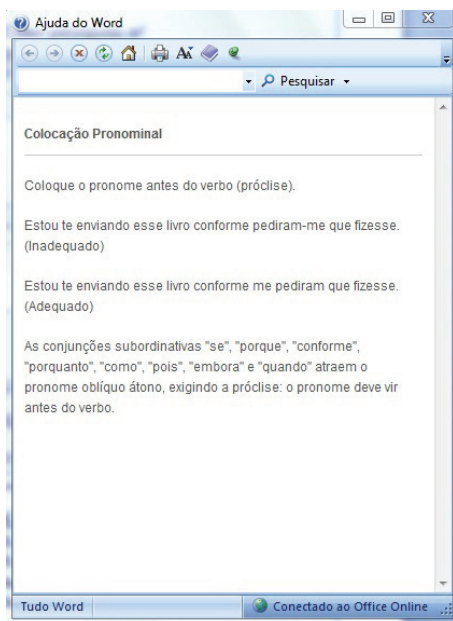 Ajuda do Word
Pesquisar
Colocação Pronominal
Coloque o pronome antes do verbo (próclise).
Estou te enviando esse livro conforme pediram-me que fizesse.
(Inadequado)
Estou te enviando esse livro conforme me pediram que fizesse.
(Adequado)
As conjunções subordinativas "se", "porque", "conforme",
"porquanto", "como", "pois", "embora" e "quando" atraem o
pronome oblíquo átono, exigindo a próclise: o pronome deve vir
antes do verbo.
Tudo Word
Conectado ao Office Online